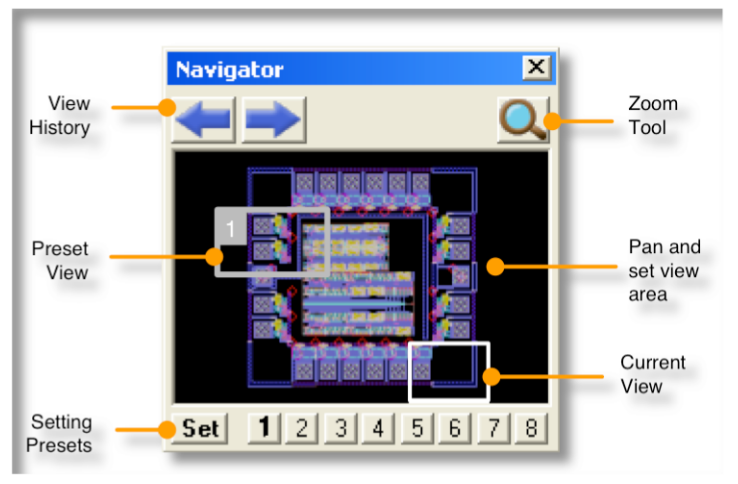 Navigator
View
History
Zoom
Tool
1
Preset
View
Pan and
set view
area
Current
View
Setting
Presets
Set 1 2 3 4 5 6 7 8